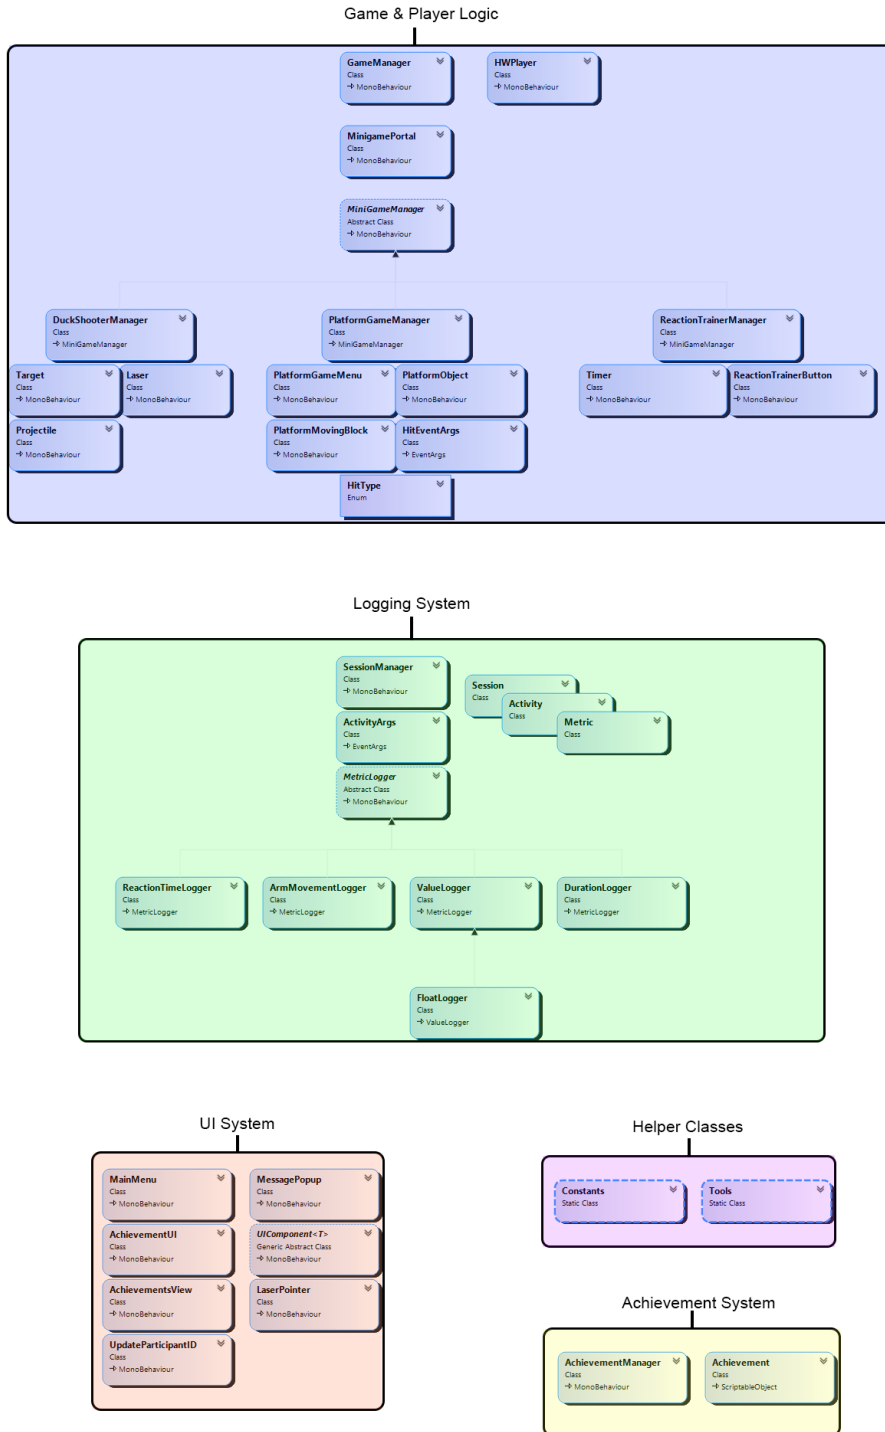 Game & Player Logic
GameManager
Class
MonoBehaviour
HWPlayer
Class
MonoBehaviour
MinigamePortal
Class
MonoBehaviour
MiniGameManager
Abstract Class
MonoBehaviour
DuckShooterManager
Class
MiniGameManager
PlatformGameManager
Class
MiniGameManager
ReactionTrainerManager
Class
MiniGameManager
Target
Class
MonoBehaviour
Laser
Class
MonoBehaviour
PlatformGameMenu
Class
MonoBehaviour
PlatformObject
Class
MonoBehaviour
Timer
Class
MonoBehaviour
ReactionTrainerButton
Class
MonoBehaviour
Projectile
Class
MonoBehaviour
PlatformMovingBlock
Class
MonoBehaviour
HitEventArgs
Class
EventArgs
HitType
Enum
Logging System
SessionManager
Class
MonoBehaviour
Session
Class
Activity
Class
Metric
Class
ActivityArgs
Class
EventArgs
MetricLogger
Abstract Class
MonoBehaviour
ReactionTimeLogger
Class
MetricLogger
ArmMovementLogger
Class
MetricLogger
ValueLogger
Class
MetricLogger
DurationLogger
Class
MetricLogger
FloatLogger
Class
ValueLogger
UI System
MainMenu
Class
MonoBehaviour
MessagePopup
Class
MonoBehaviour
AchievementUI
Class
MonoBehaviour
UIComponent<T>
Generic Abstract Class
MonoBehaviour
AchievementsView
Class
MonoBehaviour
LaserPointer
Class
MonoBehaviour
UpdateParticipantID
Class
MonoBehaviour
Helper Classes
Constants
Static Class
Tools
Static Class
Achievement System
AchievementManager
Class
MonoBehaviour
Achievement
Class
ScriptableObject